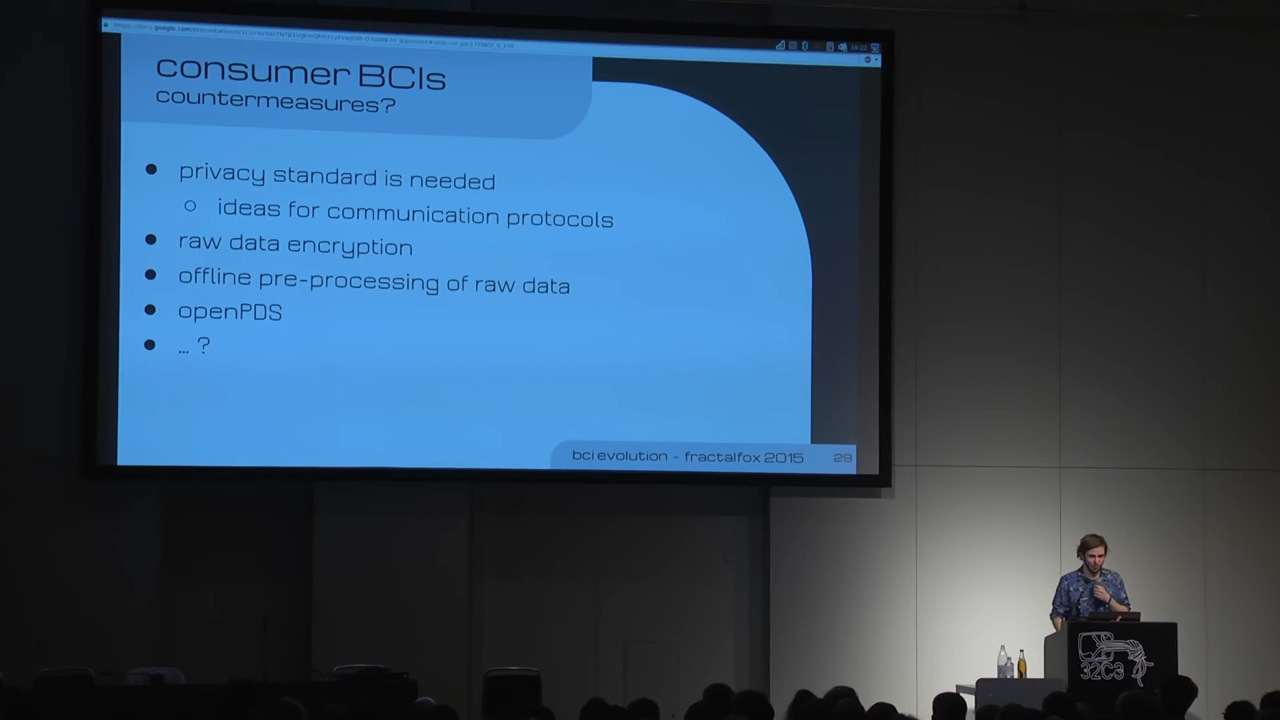 consumer BCIs
countermeasures?
● privacy standard is needed
○ ideas for communication protocols
● raw data encryption
● offline pre-processing of raw data
● openPDS
● ... ?
bci evolution - fractalfox 2015 29
32C3